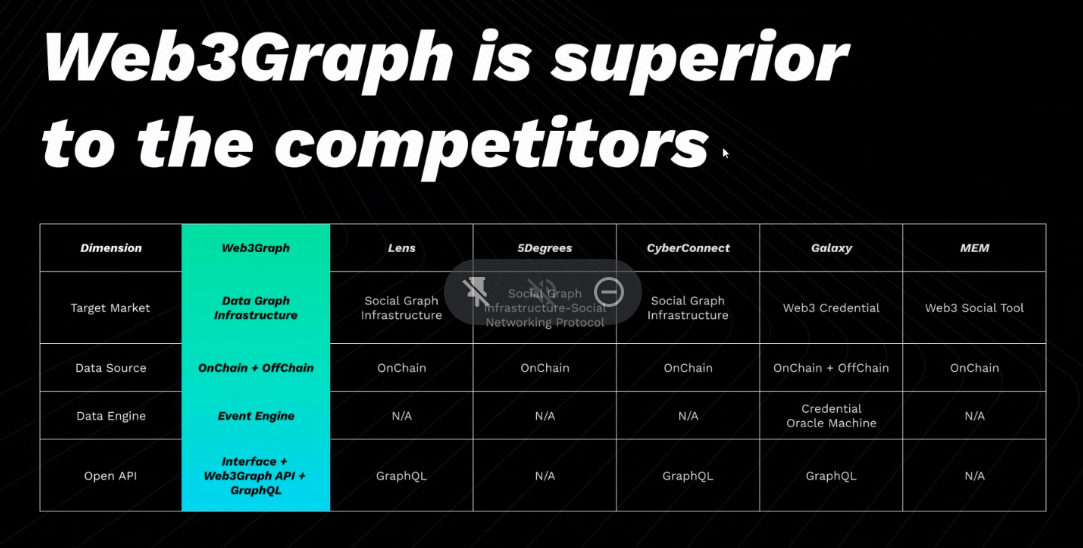 Web3Graph is superior
to the competitors
Dimension Web3Graph Lens 5Degrees CyberConnect Galaxy MEM
Target Market
Data Graph
Infrastructure
Social Graph
Infrastructure
Social Graph
Infrastructure-Social
Networking Protocol
Social Graph
Infrastructure
Web3 Credential
Web3 Social Tool
Data Source OnChain + OffChain OnChain OnChain OnChain OnChain + OffChain OnChain
Data Engine
Event Engine
N/A
N/A
N/A
Credential
Oracle Machine
N/A
Open API
Interface +
Web3Graph API +
GraphQL
GraphQL
N/A
GraphQL
GraphQL
N/A